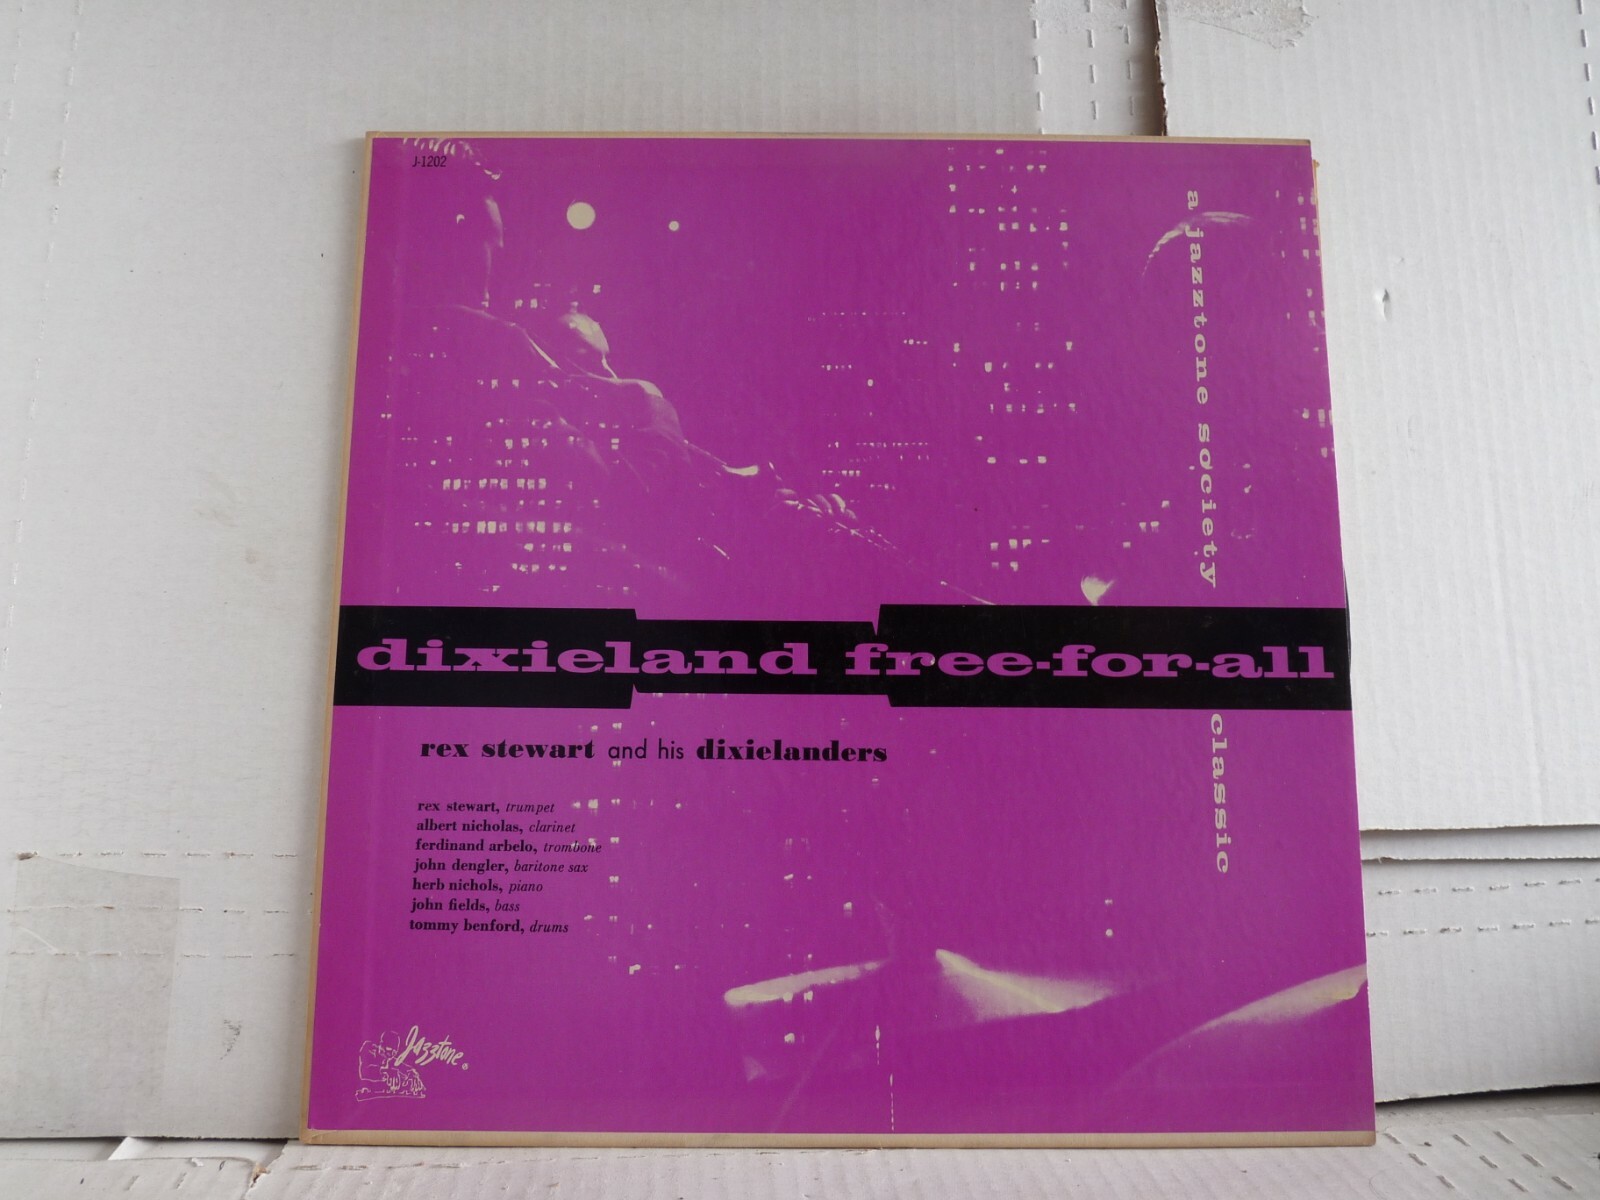 J-1202
a jazztone society classic
dixieland free-for-all
rex stewart and his dixielanders
rex stewart, trumpet
albert nicholas, clarinet
ferdinand arbelo, trombone
john dengler, baritone sax
herb nichols, piano
john fields, bass
tommy benford, drums
Jazztone ®